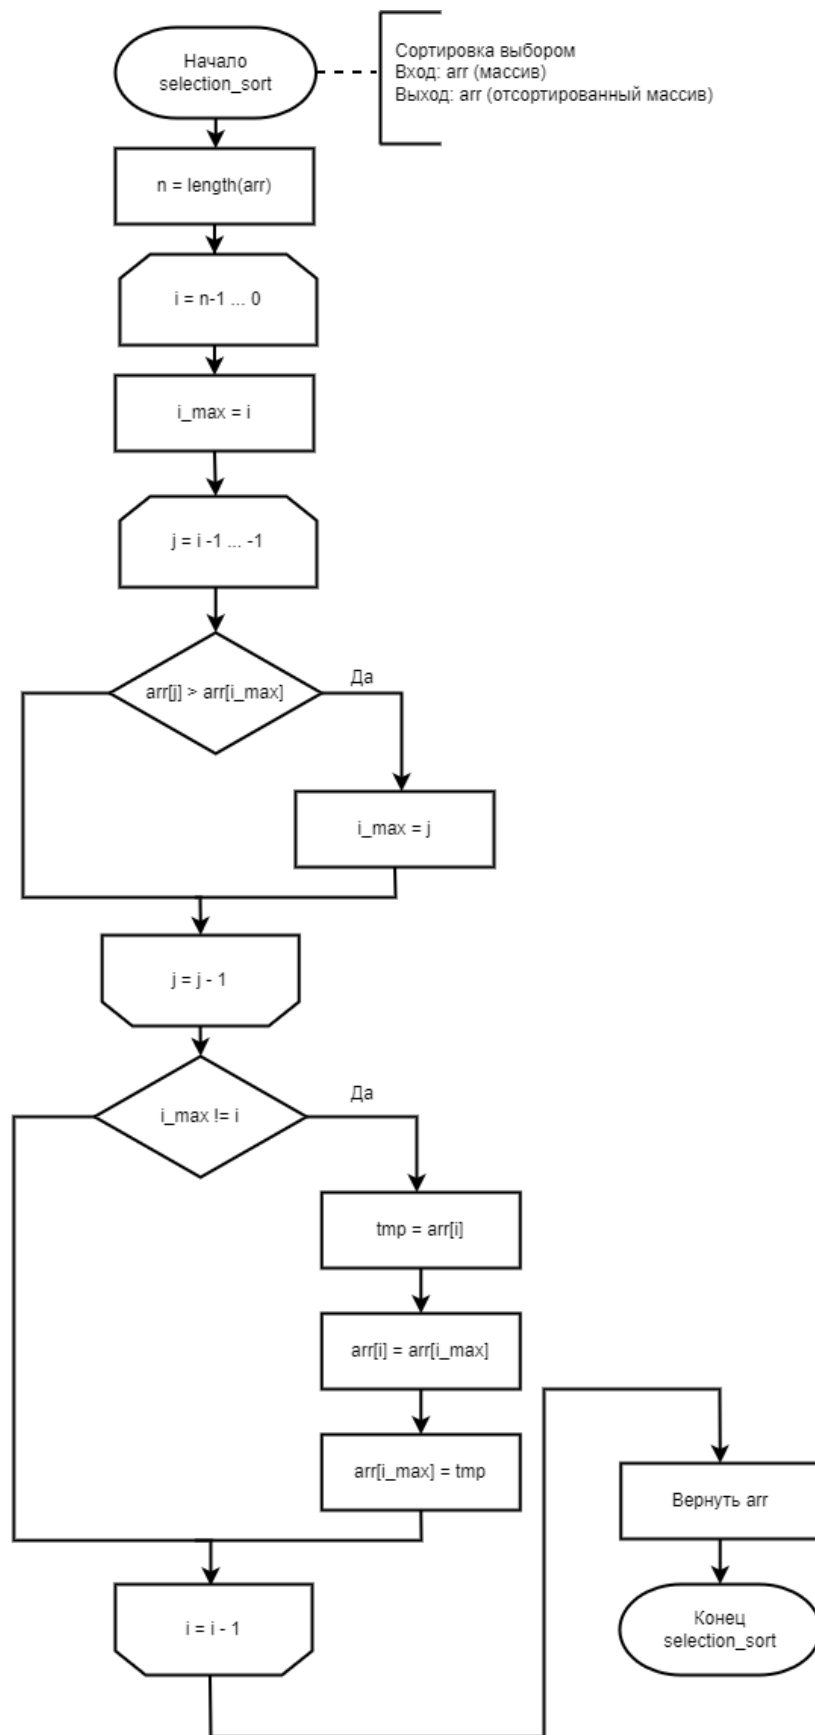 Начало
selection_sort
Сортировка выбором
Вход: arr (массив)
Выход: arr (отсортированный массив)
n = length(arr)
i = n-1 ... 0
i_max = i
j = i -1 ... -1
arr[j] > arr[i_max]
Да
i_max = j
j = j - 1
i_max != i
Да
tmp = arr[i]
arr[i] = arr[i_max]
arr[i_max] = tmp
i = i - 1
Вернуть arr
Конец
selection_sort